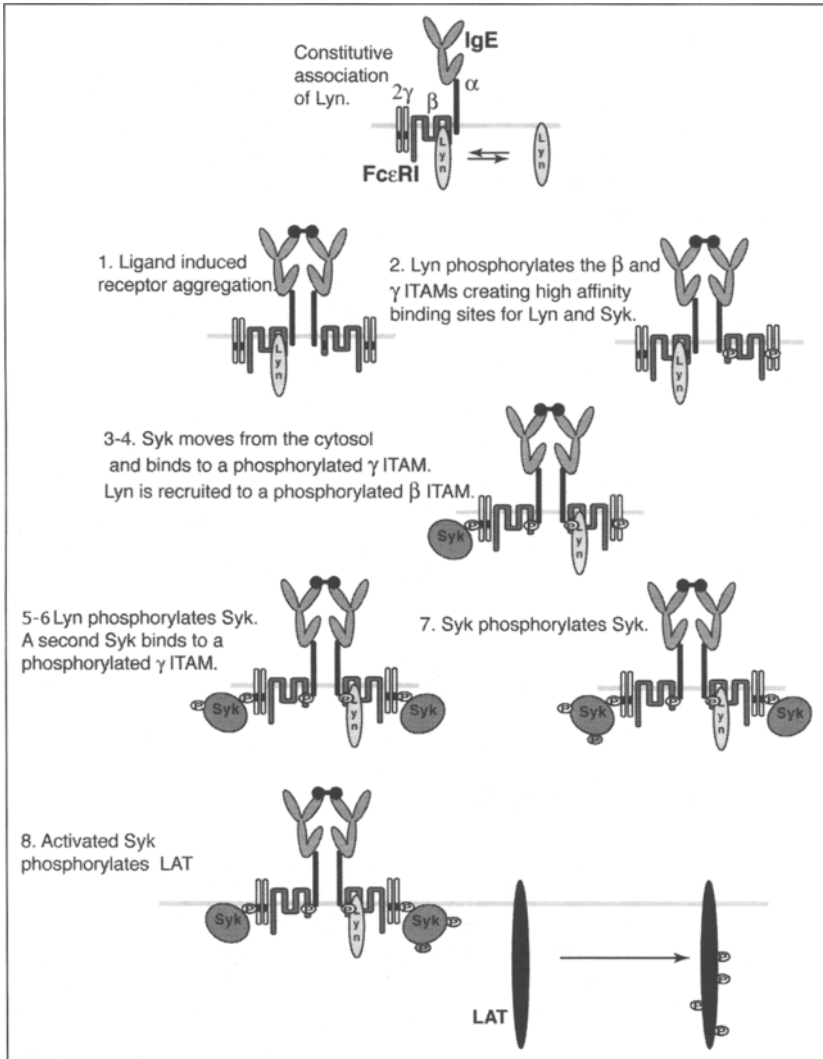 Constitutive
association
of Lyn.
IgE
α
2γ
β
Lyn
Lyn
FcεRI
1. Ligand induced
receptor aggregation.
Lyn
2. Lyn phosphorylates the β and
γ ITAMs creating high affinity
binding sites for Lyn and Syk.
Lyn
P
P
3-4. Syk moves from the cytosol
and binds to a phosphorylated γ ITAM.
Lyn is recruited to a phosphorylated β ITAM.
Syk
P
P
P
Lyn
P
5-6 Lyn phosphorylates Syk.
A second Syk binds to a
phosphorylated γ ITAM.
P
Syk
P
P
P
Lyn
P
Syk
7. Syk phosphorylates Syk.
P
Syk
P
P
P
P
Lyn
P
Syk
8. Activated Syk
phosphorylates LAT
Syk
P
P
P
Lyn
P
Syk
P
P
LAT
P
P
P
P